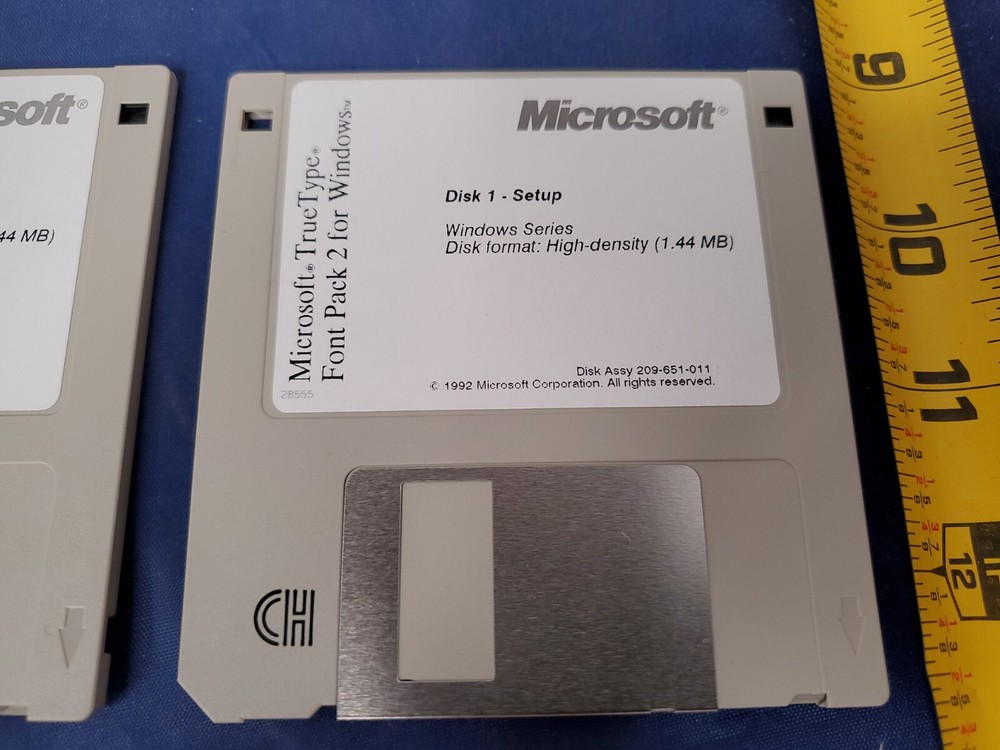 soft®
44 MB)
Microsoft® TrueType®
Font Pack 2 for Windows™
Microsoft®
Disk 1 - Setup
Windows Series
Disk format: High-density (1.44 MB)
Disk Assy 209-651-011
© 1992 Microsoft Corporation. All rights reserved.
28555
CH
9
10
11
12